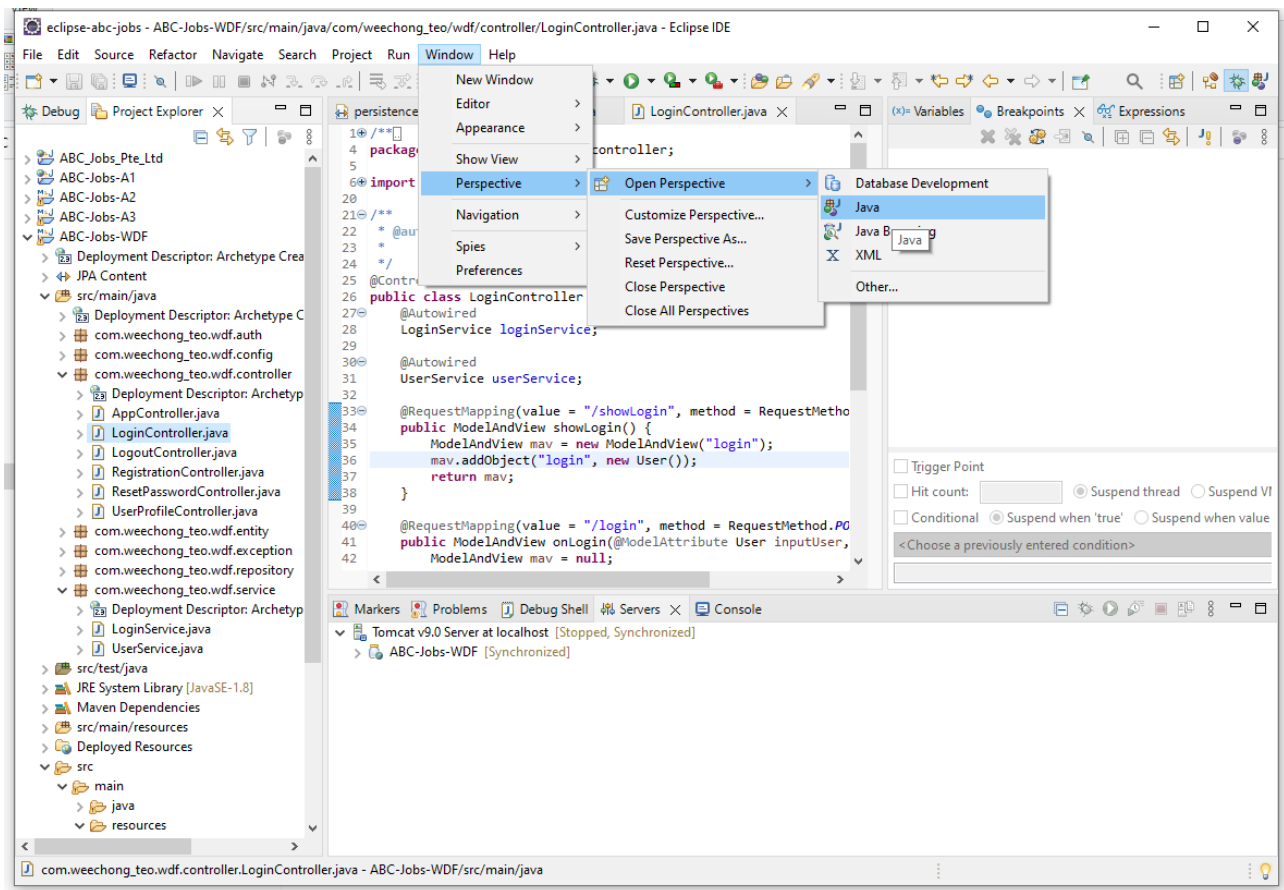 eclipse-abc-jobs - ABC-Jobs-WDF/src/main/java/com/weechong_teo/wdf/controller/LoginController.java - Eclipse IDE
File Edit Source Refactor Navigate Search Project Run Window Help
New Window
Editor
Appearance
Show View
Perspective
Navigation
Spies
Preferences
Open Perspective
Customize Perspective...
Save Perspective As...
Reset Perspective...
Close Perspective
Close All Perspectives
Database Development
Java
Java
XML
Other...
Java
Debug
Project Explorer
ABC_Jobs_Pte_Ltd
ABC-Jobs-A1
ABC-Jobs-A2
ABC-Jobs-A3
ABC-Jobs-WDF
Deployment Descriptor: Archetype Crea
JPA Content
src/main/java
Deployment Descriptor: Archetype C
com.weechong_teo.wdf.auth
com.weechong_teo.wdf.config
com.weechong_teo.wdf.controller
Deployment Descriptor: Archetyp
AppController.java
LoginController.java
LogoutController.java
RegistrationController.java
ResetPasswordController.java
UserProfileController.java
com.weechong_teo.wdf.entity
com.weechong_teo.wdf.exception
com.weechong_teo.wdf.repository
com.weechong_teo.wdf.service
Deployment Descriptor: Archetyp
LoginService.java
UserService.java
src/test/java
JRE System Library [JavaSE-1.8]
Maven Dependencies
src/main/resources
Deployed Resources
src
main
java
resources
persistence
LoginController.java
1 /**
4 packag controller;
5
6 import
20
21 /**
22 * @au
23 *
24 */
25 @Contr
26 public class LoginController
27 @Autowired
28 LoginService loginService;
29
30 @Autowired
31 UserService userService;
32
33 @RequestMapping(value = "/showLogin", method = RequestMetho
34 public ModelAndView showLogin() {
35 ModelAndView mav = new ModelAndView("login");
36 mav.addObject("login", new User());
37 return mav;
38 }
39
40 @RequestMapping(value = "/login", method = RequestMethod.PO
41 public ModelAndView onLogin(@ModelAttribute User inputUser,
42 ModelAndView mav = null;
(x)= Variables
Breakpoints
Expressions
Trigger Point
Hit count:
Suspend thread
Suspend VM
Conditional
Suspend when 'true'
Suspend when value
<Choose a previously entered condition>
Markers
Problems
Debug Shell
Servers
Console
Tomcat v9.0 Server at localhost [Stopped, Synchronized]
ABC-Jobs-WDF [Synchronized]
com.weechong_teo.wdf.controller.LoginController.java - ABC-Jobs-WDF/src/main/java